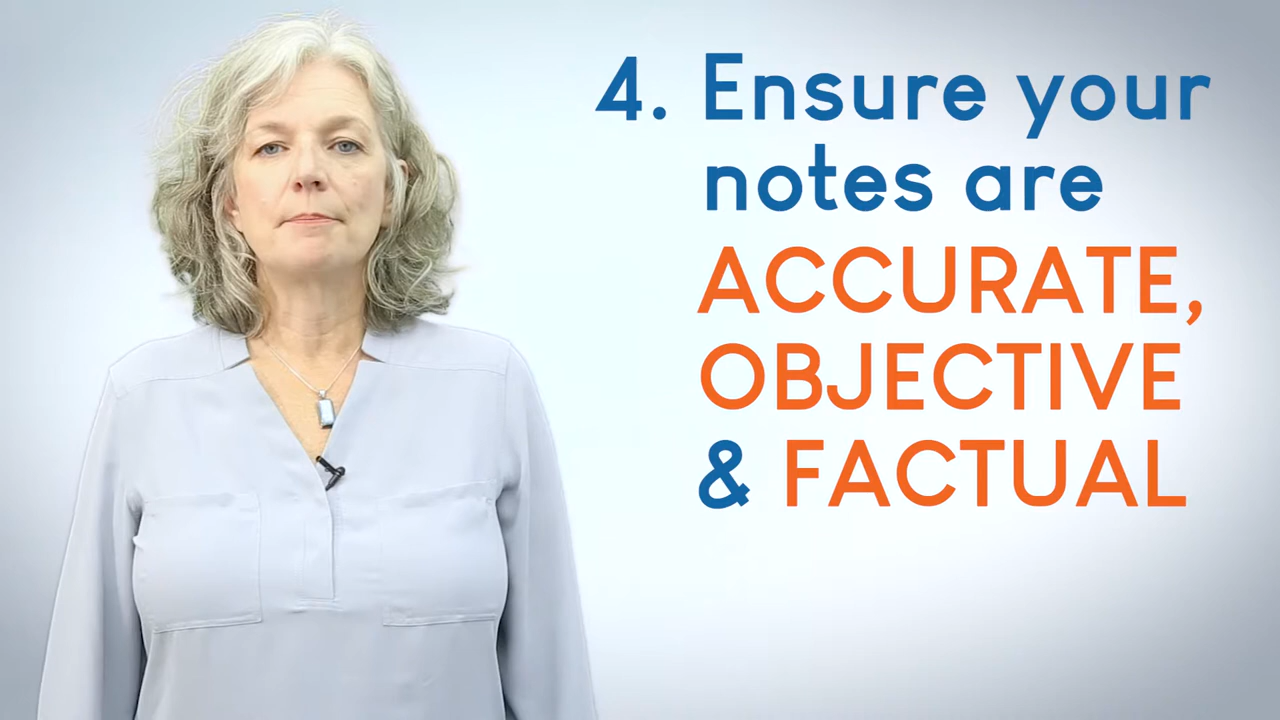 4. Ensure your
notes are
ACCURATE,
OBJECTIVE
& FACTUAL